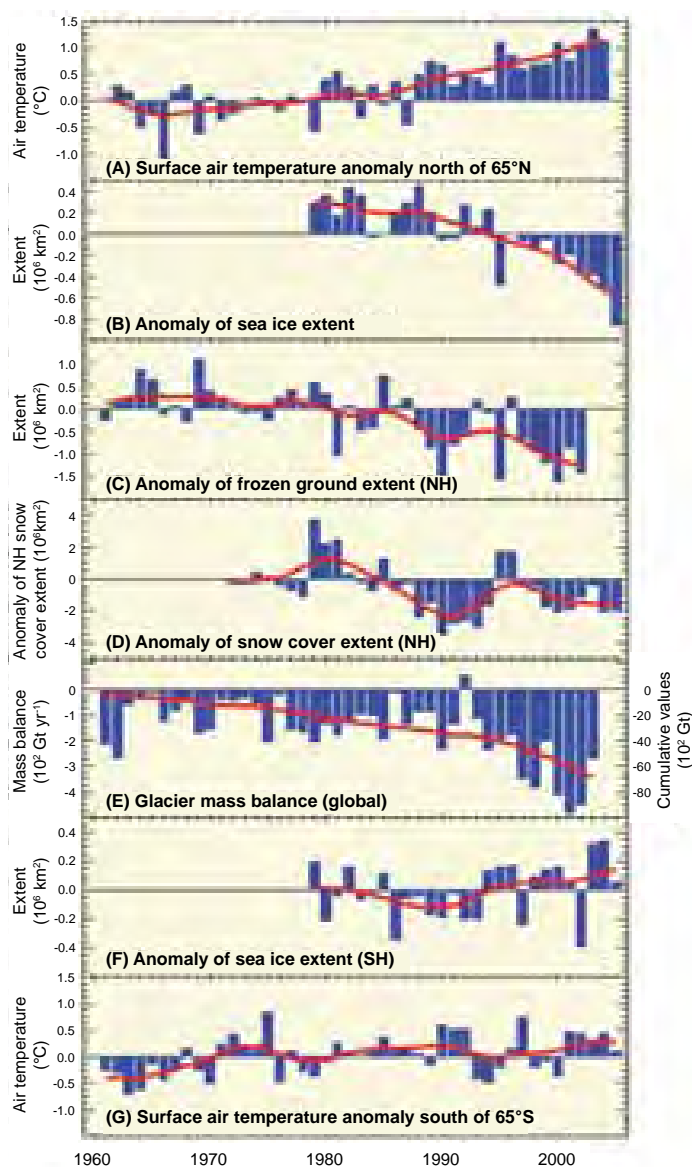 Air temperature
(°C)
1.5
1.0
0.5
0.0
-0.5
-1.0
(A) Surface air temperature anomaly north of 65°N
Extent
(10⁶ km²)
0.4
0.2
0.0
-0.2
-0.4
-0.6
-0.8
(B) Anomaly of sea ice extent
Extent
(10⁶ km²)
1.0
0.5
0.0
-0.5
-1.0
-1.5
(C) Anomaly of frozen ground extent (NH)
Anomaly of NH snow
cover extent (10⁶km²)
4
2
0
-2
-4
(D) Anomaly of snow cover extent (NH)
Mass balance
(10² Gt yr⁻¹)
0
-1
-2
-3
-4
0
-20
-40
-60
-80
Cumulative values
(10² Gt)
(E) Glacier mass balance (global)
Extent
(10⁶ km²)
0.4
0.2
0.0
-0.2
-0.4
(F) Anomaly of sea ice extent (SH)
Air temperature
(°C)
1.5
1.0
0.5
0.0
-0.5
-1.0
(G) Surface air temperature anomaly south of 65°S
1960 1970 1980 1990 2000